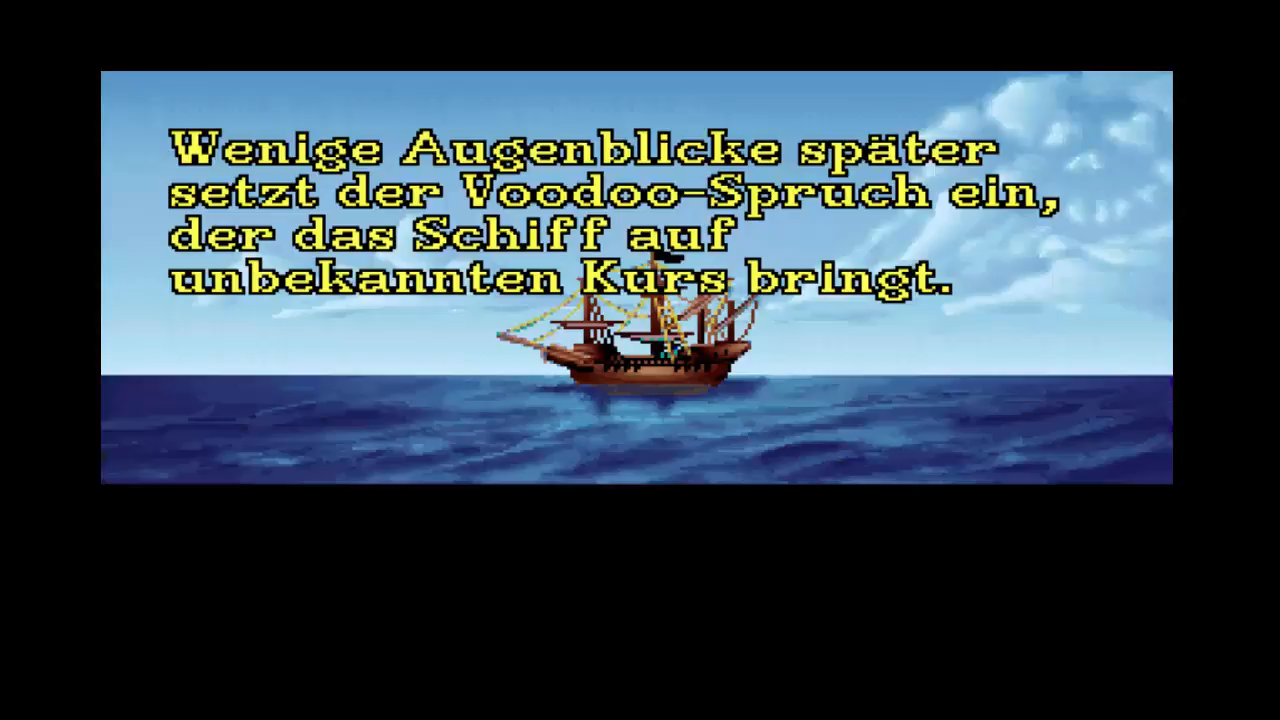 Wenige Augenblicke später
setzt der Voodoo-Spruch ein,
der das Schiff auf
unbekannten Kurs bringt.